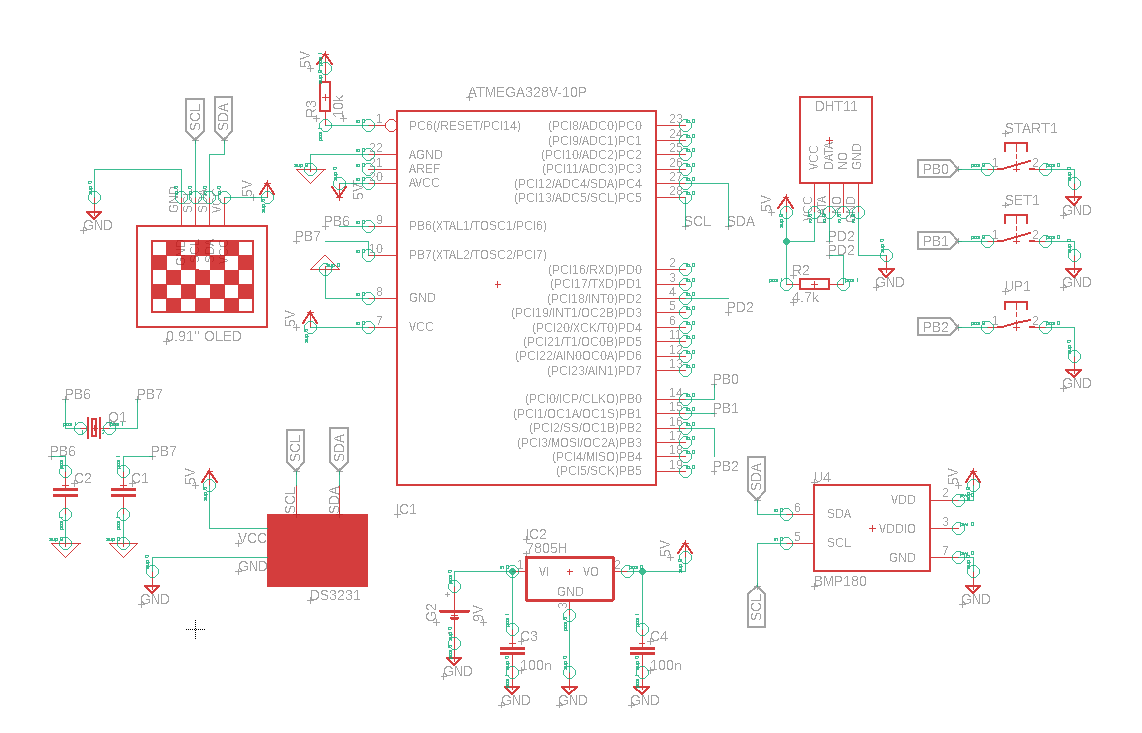 ATMEGA328V-10P
5V
R3
10k
1
PC6(/RESET/PCI14)
22
AGND
21
AREF
20
AVCC
5V
PB6
9
PB6(XTAL1/TOSC1/PCI6)
PB7
10
PB7(XTAL2/TOSC2/PCI7)
8
GND
5V
7
VCC
(PCI8/ADC0)PC0
23
(PCI9/ADC1)PC1
24
(PCI10/ADC2)PC2
25
(PCI11/ADC3)PC3
26
(PCI12/ADC4/SDA)PC4
27
(PCI13/ADC5/SCL)PC5
28
SCL
SDA
(PCI16/RXD)PD0
2
(PCI17/TXD)PD1
3
(PCI18/INT0)PD2
4
PD2
(PCI19/INT1/OC2B)PD3
5
(PCI20/XCK/T0)PD4
6
(PCI21/T1/OC0B)PD5
11
(PCI22/AIN0OC0A)PD6
12
(PCI23/AIN1)PD7
13
(PCI0/ICP/CLKO)PB0
14
PB0
(PCI1/OC1A/OC1S)PB1
15
PB1
(PCI2/SS/OC1B)PB2
16
(PCI3/MOSI/OC2A)PB3
17
(PCI4/MISO)PB4
18
PB2
(PCI5/SCK)PB5
19
IC1
SCL
SDA
5V
GND
GND
SCL
SDA
VCC
0.91" OLED
DHT11
VCC
DATA
NO
GND
VCC
DATA
NO
GND
5V
PD2
PD2
R2
4.7k
GND
START1
PB0
1
2
GND
SET1
PB1
1
2
GND
UP1
PB2
1
2
GND
PB6
PB7
Q1
PB6
PB7
C2
C1
5V
SCL
SDA
SCL
SDA
VCC
GND
GND
DS3231
IC2
7805H
1
VI
VO
2
GND
3
5V
G2
9V
GND
C3
100n
GND
GND
C4
100n
GND
SDA
U4
6
SDA
5
SCL
VDD
2
VDDIO
3
GND
7
5V
SCL
BMP180
GND